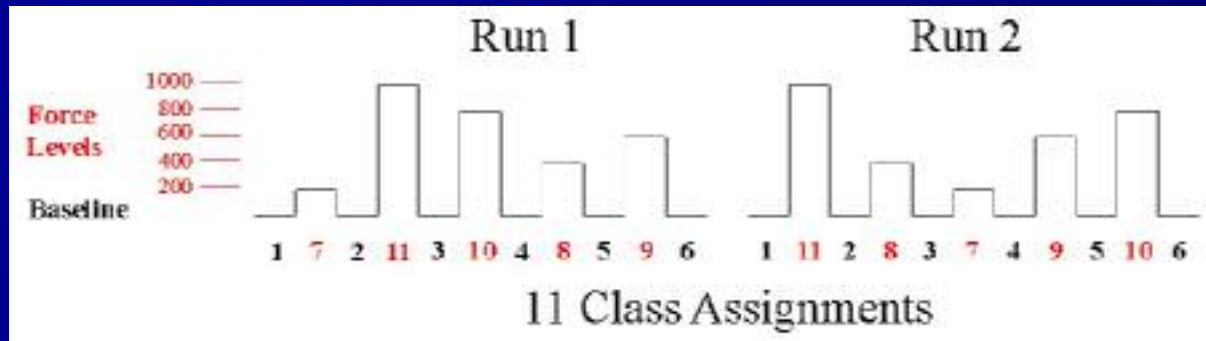 Run 1 Run 2
1000
800
Force 600
Levels 400
200
Baseline
1 7 2 11 3 10 4 8 5 9 6 1 11 2 8 3 7 4 9 5 10 6
11 Class Assignments